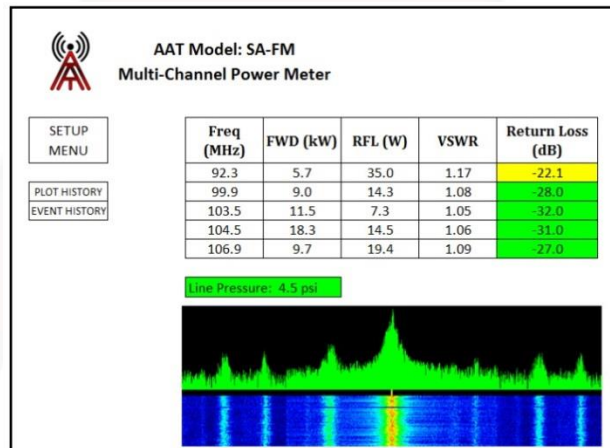 AAT Model: SA-FM
Multi-Channel Power Meter
SETUP
MENU
PLOT HISTORY
EVENT HISTORY
Freq (MHz) FWD (kW) RFL (W) VSWR Return Loss (dB)
92.3 5.7 35.0 1.17 -22.1
99.9 9.0 14.3 1.08 -28.0
103.5 11.5 7.3 1.05 -32.0
104.5 18.3 14.5 1.06 -31.0
106.9 9.7 19.4 1.09 -27.0
Line Pressure: 4.5 psi